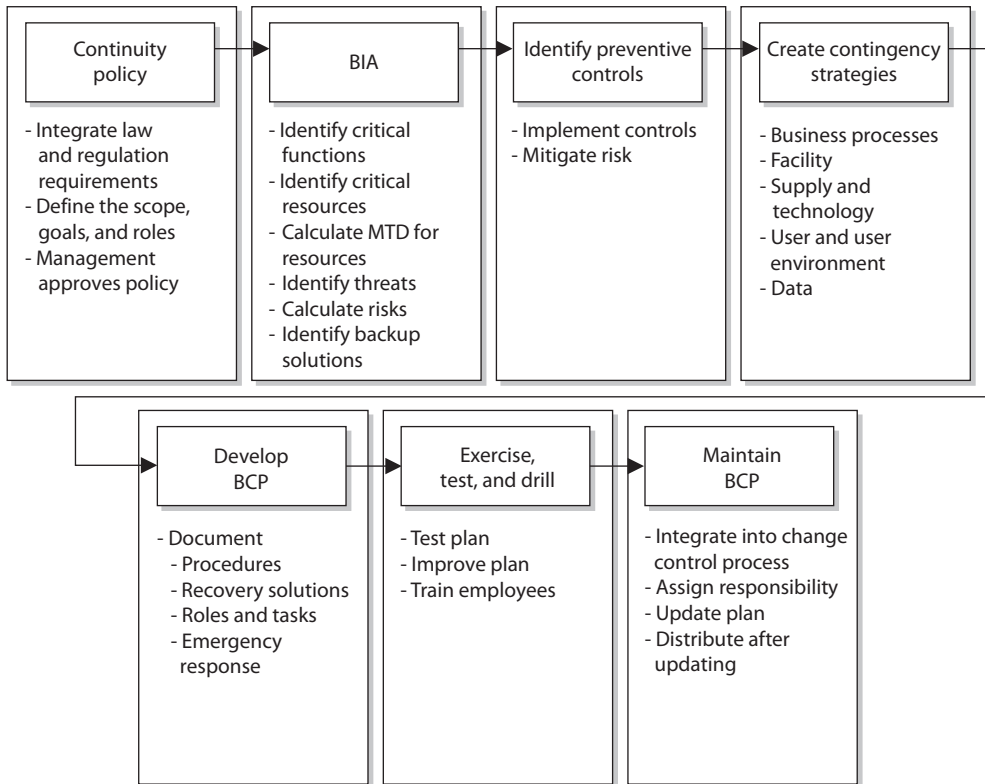 Continuity
policy
- Integrate law
and regulation
requirements
- Define the scope,
goals, and roles
- Management
approves policy
BIA
- Identify critical
functions
- Identify critical
resources
- Calculate MTD for
resources
- Identify threats
- Calculate risks
- Identify backup
solutions
Identify preventive
controls
- Implement controls
- Mitigate risk
Create contingency
strategies
- Business processes
- Facility
- Supply and
technology
- User and user
environment
- Data
Develop
BCP
- Document
- Procedures
- Recovery solutions
- Roles and tasks
- Emergency
response
Exercise,
test, and drill
- Test plan
- Improve plan
- Train employees
Maintain
BCP
- Integrate into change
control process
- Assign responsibility
- Update plan
- Distribute after
updating